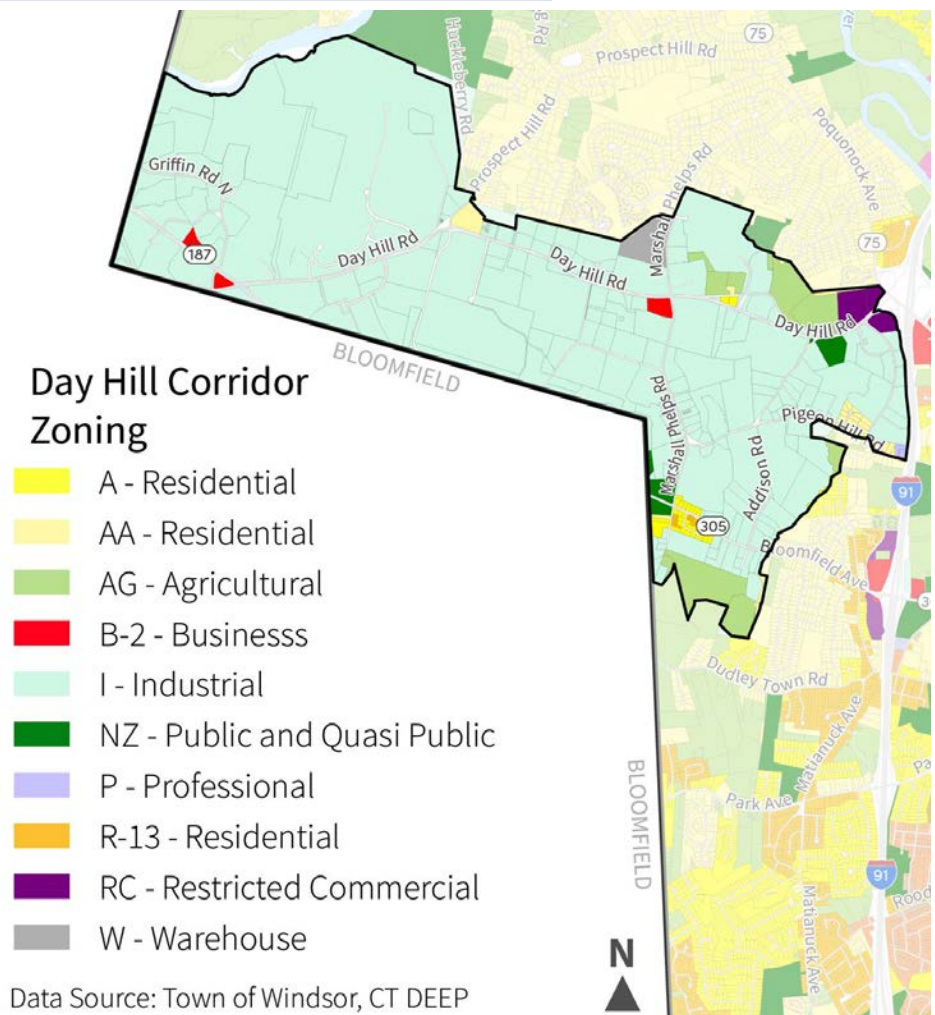 75
Huckleberry Rd
Prospect Hill Rd
Prospect Hill Rd
Poquonock Ave
Griffin Rd N
Marshall Phelps Rd
187
Day Hill Rd
Day Hill Rd
75
Day Hill Rd
BLOOMFIELD
Marshall Phelps Rd
Pigeon Hill Rd
Addison Rd
305
91
Bloomfield Ave
3
Dudley Town Rd
Matianuck Ave
BLOOMFIELD
Park Ave
Pa
91
Matianuck Ave
Rood
Day Hill Corridor
Zoning
A - Residential
AA - Residential
AG - Agricultural
B-2 - Businesss
I - Industrial
NZ - Public and Quasi Public
P - Professional
R-13 - Residential
RC - Restricted Commercial
W - Warehouse
N
Data Source: Town of Windsor, CT DEEP